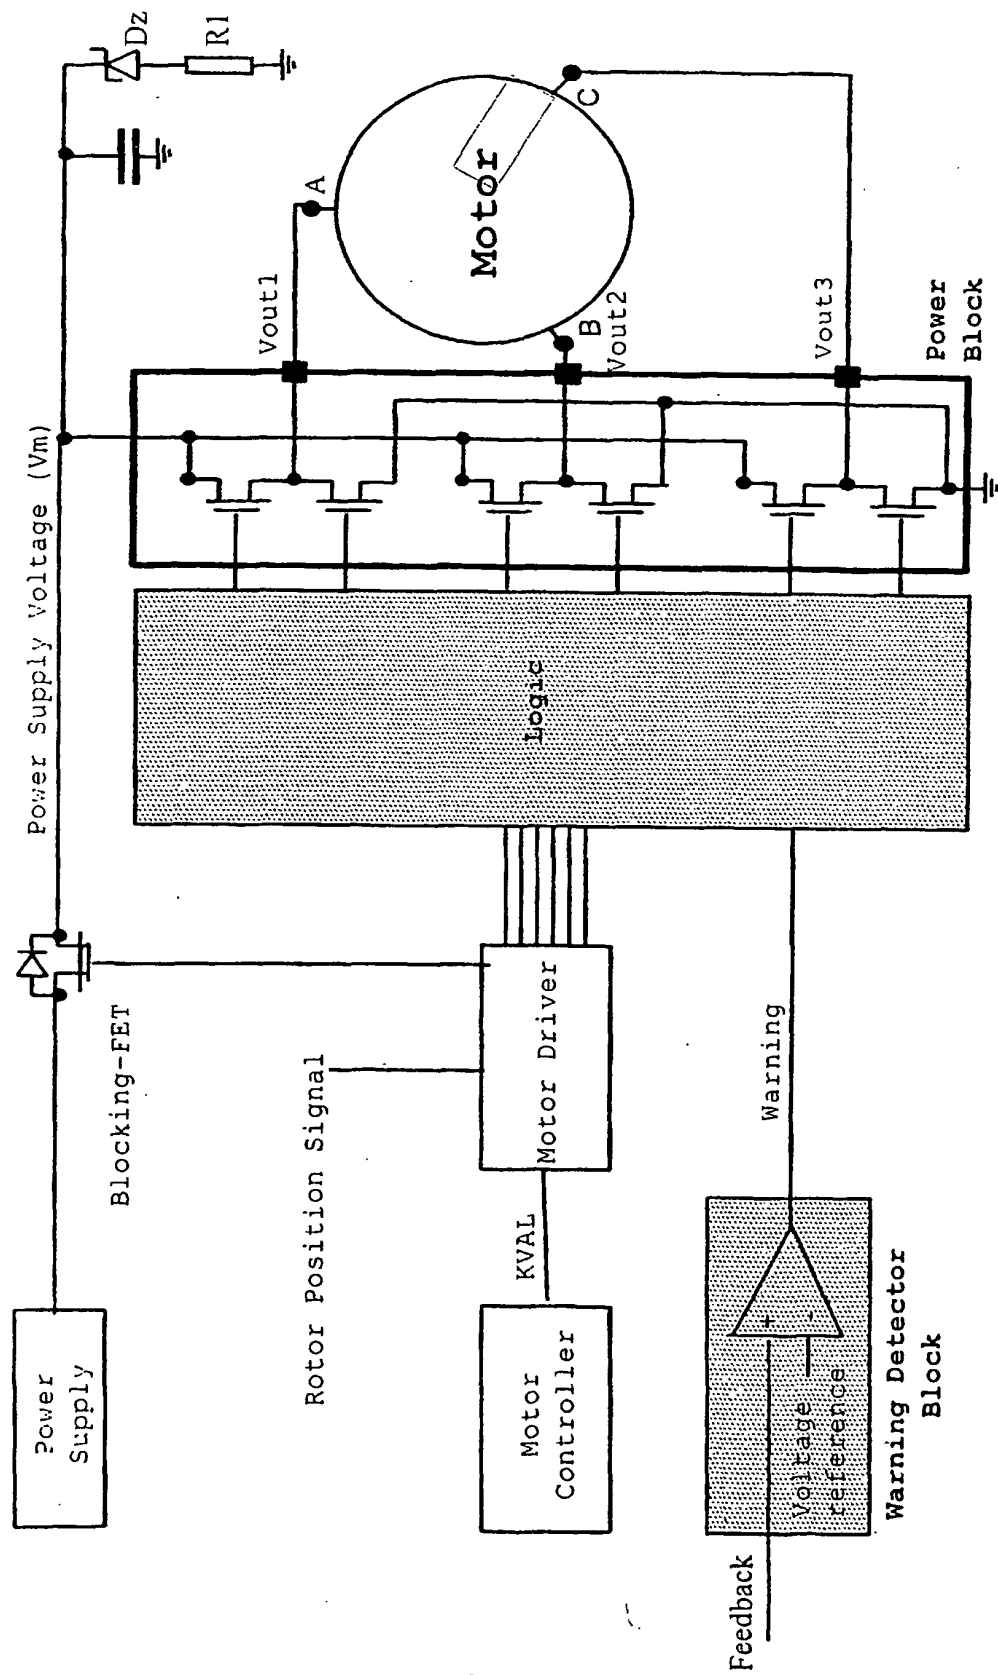 Power Supply
Power Supply Voltage (Vm)
Dz
R1
Blocking-FET
Rotor Position Signal
Motor Controller
KVAL
Motor Driver
Logic
Vout1
Vout2
Vout3
A
B
C
Motor
Power Block
Feedback
Voltage reference
+
-
Warning
Warning Detector Block